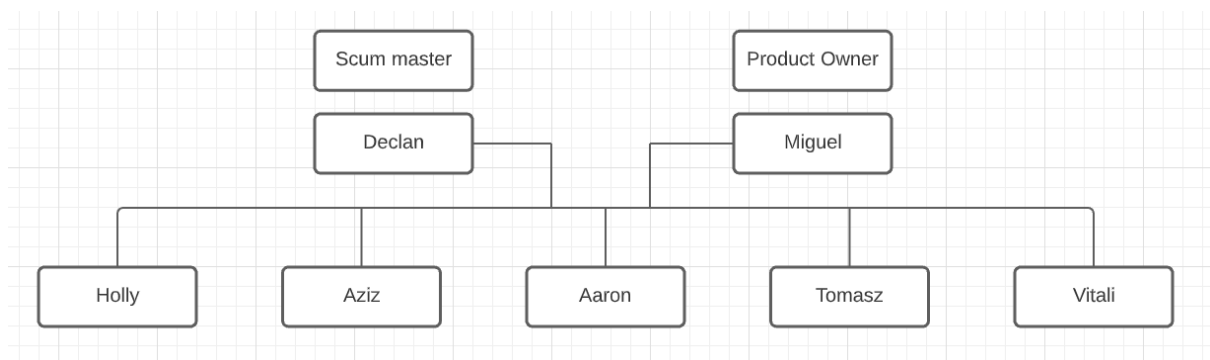 Scum master
Product Owner
Declan
Miguel
Holly
Aziz
Aaron
Tomasz
Vitali